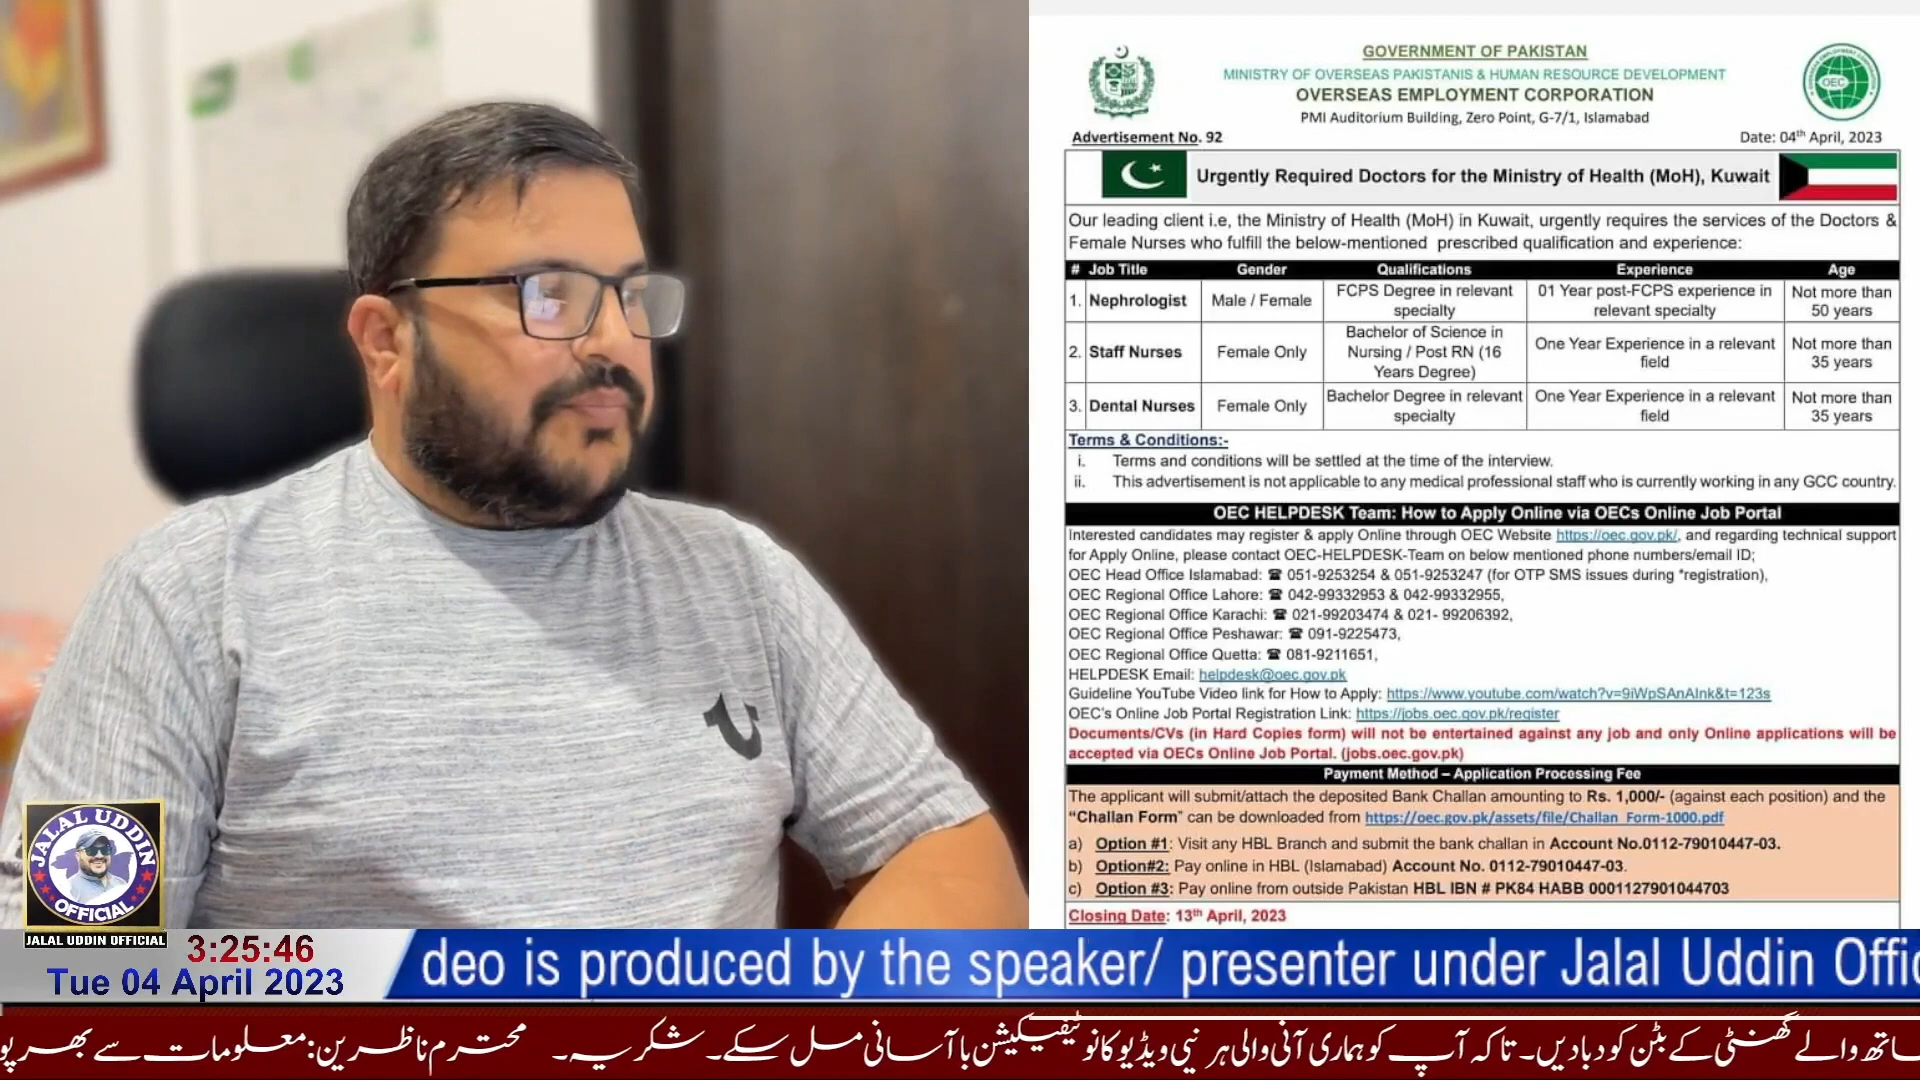 GOVERNMENT OF PAKISTAN
MINISTRY OF OVERSEAS PAKISTANIS & HUMAN RESOURCE DEVELOPMENT
OVERSEAS EMPLOYMENT CORPORATION
PMI Auditorium Building, Zero Point, G-7/1, Islamabad
OEC
Advertisement No. 92 Date: 04th April, 2023
Urgently Required Doctors for the Ministry of Health (MoH), Kuwait
Our leading client i.e, the Ministry of Health (MoH) in Kuwait, urgently requires the services of the Doctors &
Female Nurses who fulfill the below-mentioned prescribed qualification and experience:
# Job Title Gender Qualifications Experience Age
1. Nephrologist Male / Female FCPS Degree in relevant specialty 01 Year post-FCPS experience in relevant specialty Not more than 50 years
2. Staff Nurses Female Only Bachelor of Science in Nursing / Post RN (16 Years Degree) One Year Experience in a relevant field Not more than 35 years
3. Dental Nurses Female Only Bachelor Degree in relevant specialty One Year Experience in a relevant field Not more than 35 years
Terms & Conditions:-
i. Terms and conditions will be settled at the time of the interview.
ii. This advertisement is not applicable to any medical professional staff who is currently working in any GCC country.
OEC HELPDESK Team: How to Apply Online via OECs Online Job Portal
Interested candidates may register & apply Online through OEC Website https://oec.gov.pk/, and regarding technical support
for Apply Online, please contact OEC-HELPDESK-Team on below mentioned phone numbers/email ID;
OEC Head Office Islamabad: ☎ 051-9253254 & 051-9253247 (for OTP SMS issues during *registration),
OEC Regional Office Lahore: ☎ 042-99332953 & 042-99332955,
OEC Regional Office Karachi: ☎ 021-99203474 & 021- 99206392,
OEC Regional Office Peshawar: ☎ 091-9225473,
OEC Regional Office Quetta: ☎ 081-9211651,
HELPDESK Email: helpdesk@oec.gov.pk
Guideline YouTube Video link for How to Apply: https://www.youtube.com/watch?v=9iWpSAnAInk&t=123s
OEC's Online Job Portal Registration Link: https://jobs.oec.gov.pk/register
Documents/CVs (in Hard Copies form) will not be entertained against any job and only Online applications will be
accepted via OECs Online Job Portal. (jobs.oec.gov.pk)
Payment Method – Application Processing Fee
The applicant will submit/attach the deposited Bank Challan amounting to Rs. 1,000/- (against each position) and the
“Challan Form” can be downloaded from https://oec.gov.pk/assets/file/Challan_Form-1000.pdf
a) Option #1: Visit any HBL Branch and submit the bank challan in Account No.0112-79010447-03.
b) Option#2: Pay online in HBL (Islamabad) Account No. 0112-79010447-03.
c) Option #3: Pay online from outside Pakistan HBL IBN # PK84 HABB 0001127901044703
Closing Date: 13th April, 2023
JALAL UDDIN
OFFICIAL
JALAL UDDIN OFFICIAL
3:25:46
Tue 04 April 2023
deo is produced by the speaker/ presenter under Jalal Uddin Offic
اتھ والے گھنٹی کے بٹن کو دبا دیں۔ تا کہ آپ کو ہماری آنی والی ہر نیی ویڈیو کا نوٹیفیکیشن با آسانی مل سکے۔ شکریہ۔ محترم ناظرین: معلومات سے بھر پو